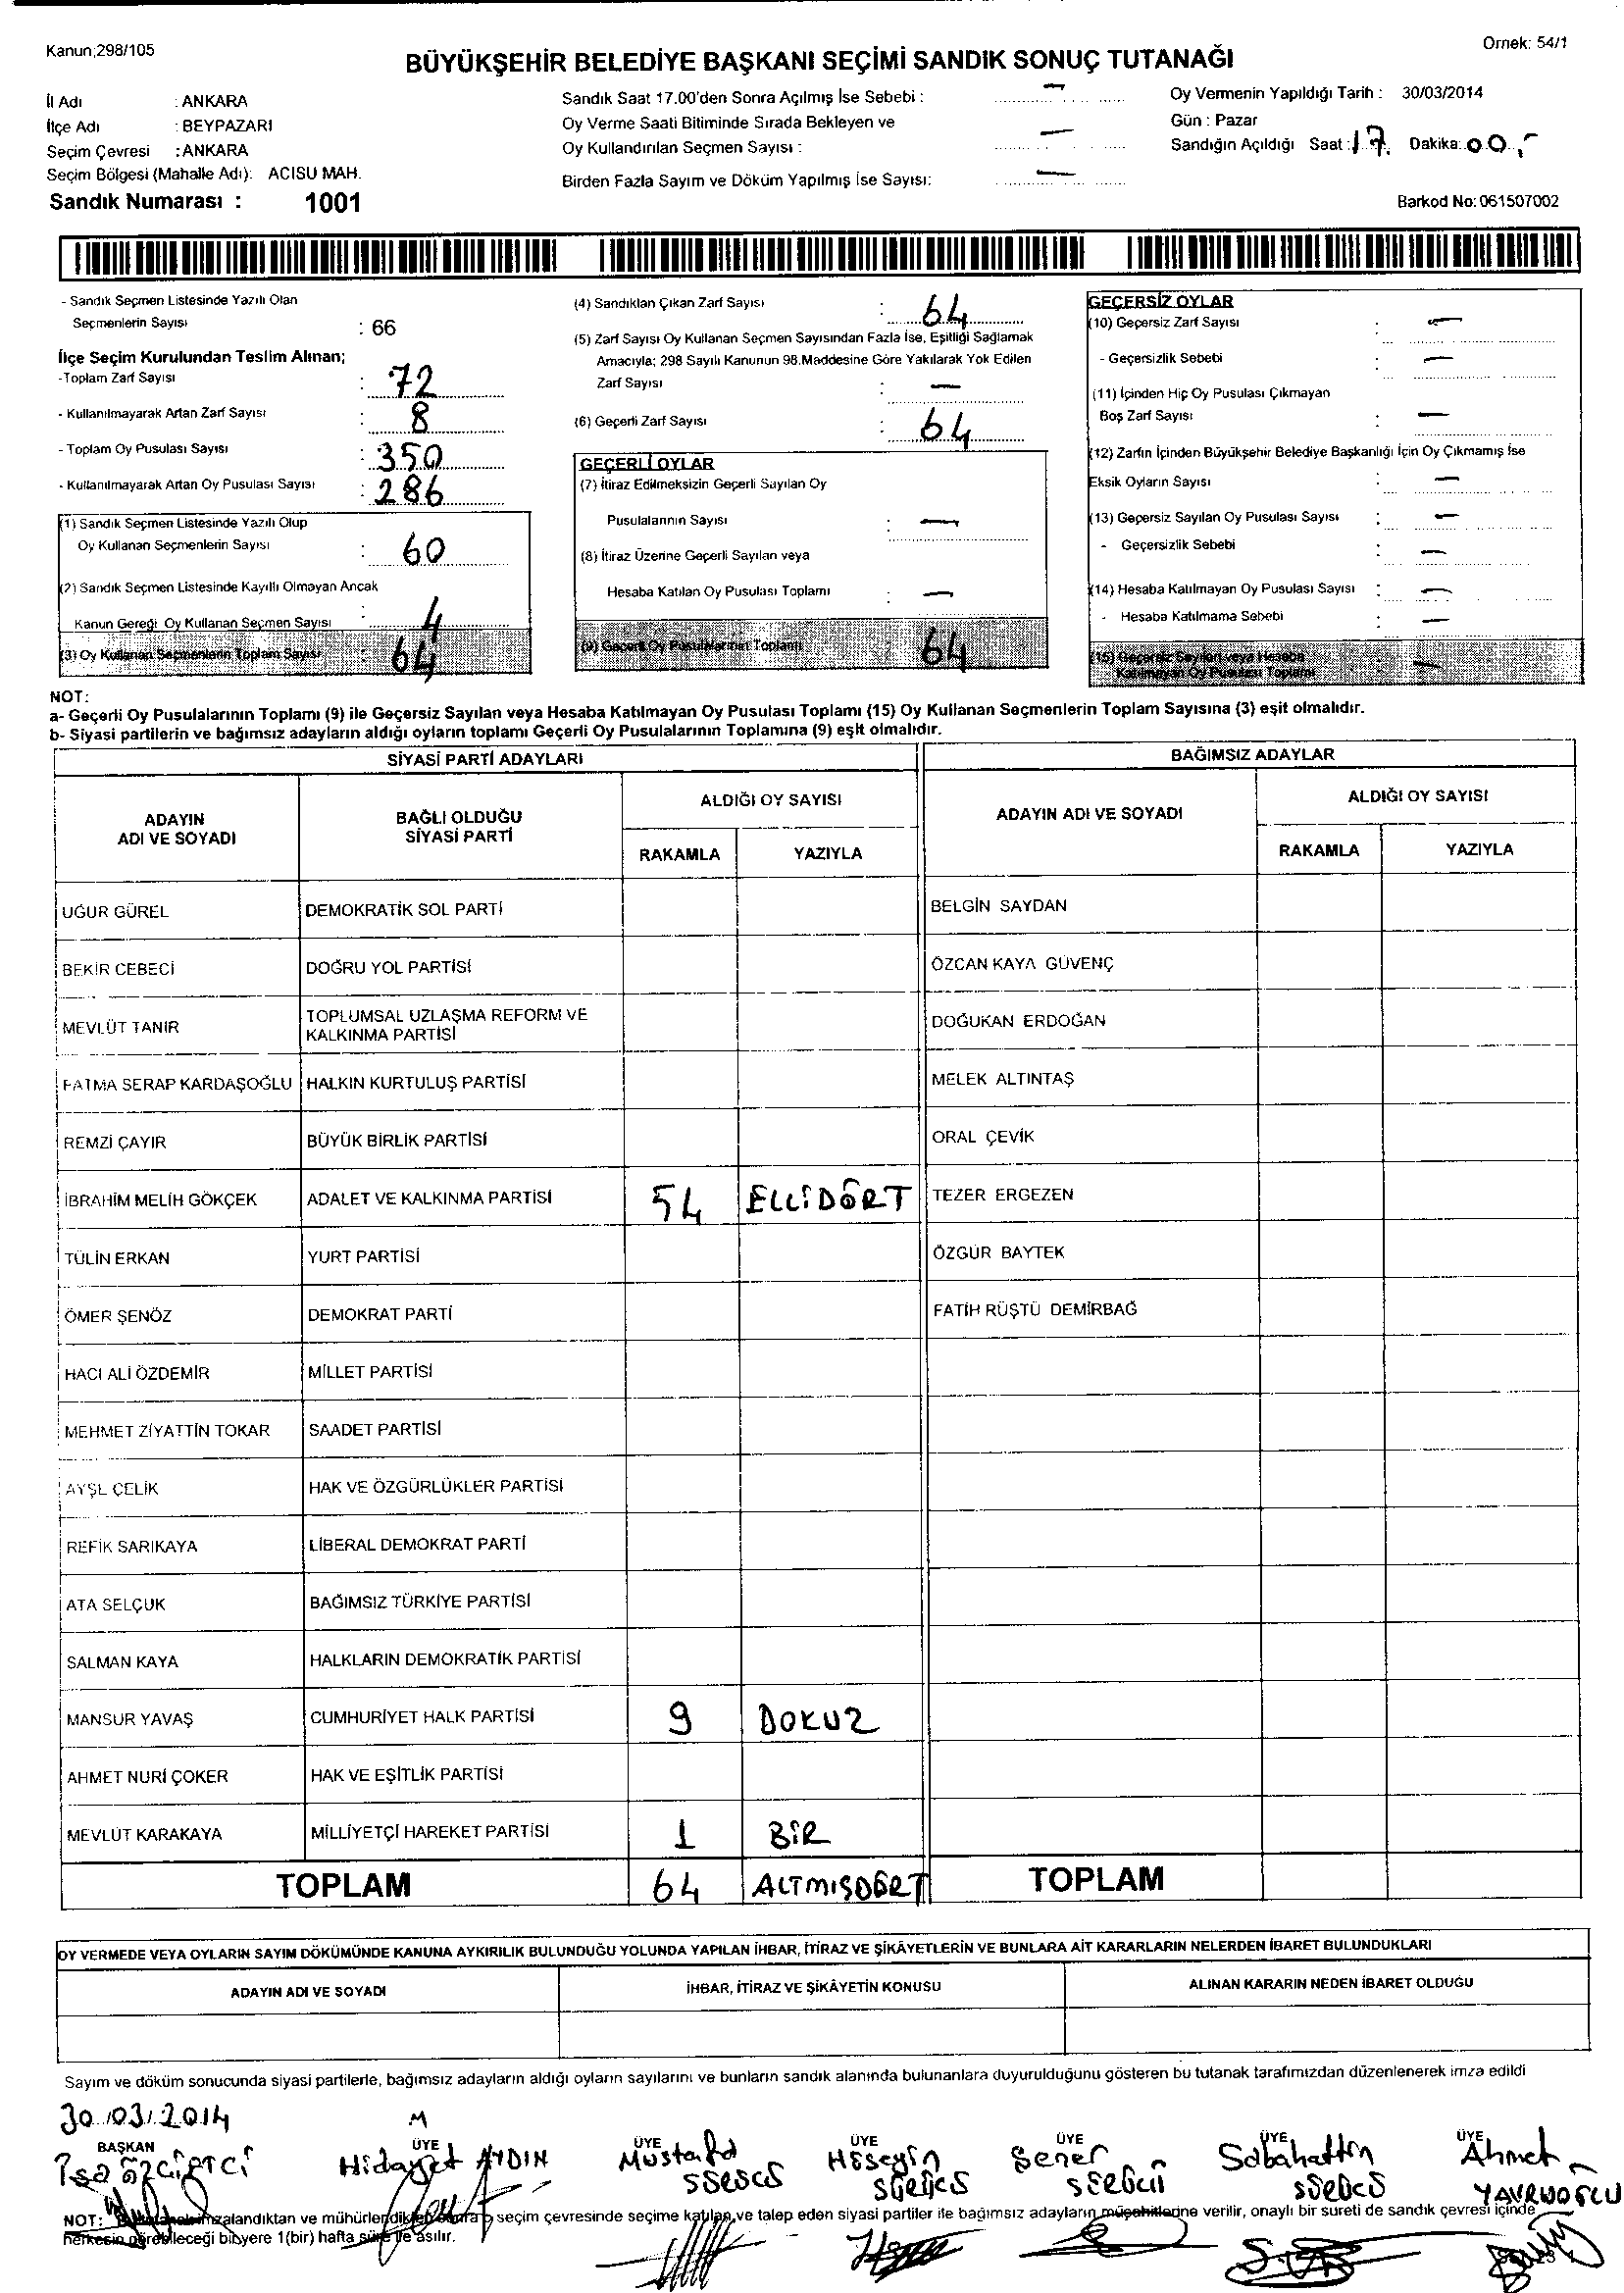 Kanun;298/105
Örnek: 54/1
BÜYÜKŞEHİR BELEDİYE BAŞKANI SEÇİMİ SANDIK SONUÇ TUTANAĞI
İl Adı : ANKARA
İlçe Adı : BEYPAZARI
Seçim Çevresi : ANKARA
Seçim Bölgesi (Mahalle Adı): ACISU MAH.
Sandık Numarası : 1001
Sandık Saat 17.00'den Sonra Açılmış İse Sebebi : —
Oy Verme Saati Bitiminde Sırada Bekleyen ve
Oy Kullandırılan Seçmen Sayısı : —
Birden Fazla Sayım ve Döküm Yapılmış İse Sayısı: —
Oy Vermenin Yapıldığı Tarih : 30/03/2014
Gün : Pazar
Sandığın Açıldığı Saat : 17. Dakika: 00.-
Barkod No: 061507002
- Sandık Seçmen Listesinde Yazılı Olan
Seçmenlerin Sayısı : 66
İlçe Seçim Kurulundan Teslim Alınan;
-Toplam Zarf Sayısı : 72
- Kullanılmayarak Artan Zarf Sayısı : 8
- Toplam Oy Pusulası Sayısı : 350
- Kullanılmayarak Artan Oy Pusulası Sayısı : 286
(1) Sandık Seçmen Listesinde Yazılı Olup
Oy Kullanan Seçmenlerin Sayısı : 60
(2) Sandık Seçmen Listesinde Kayıtlı Olmayan Ancak
Kanun Gereği Oy Kullanan Seçmen Sayısı : 4
(3) Oy Kullanan Seçmenlerin Toplam Sayısı : 64
(4) Sandıktan Çıkan Zarf Sayısı : 64
(5) Zarf Sayısı Oy Kullanan Seçmen Sayısından Fazla İse, Eşitliği Sağlamak
Amacıyla; 298 Sayılı Kanunun 98.Maddesine Göre Yakılarak Yok Edilen
Zarf Sayısı : —
(6) Geçerli Zarf Sayısı : 64
GEÇERLİ OYLAR
(7) İtiraz Edilmeksizin Geçerli Sayılan Oy
Pusulalarının Sayısı : —
(8) İtiraz Üzerine Geçerli Sayılan veya
Hesaba Katılan Oy Pusulası Toplamı : —
(9) Geçerli Oy Pusulalarının Toplamı : 64
GEÇERSİZ OYLAR
(10) Geçersiz Zarf Sayısı : —
- Geçersizlik Sebebi : —
(11) İçinden Hiç Oy Pusulası Çıkmayan
Boş Zarf Sayısı : —
(12) Zarfın İçinden Büyükşehir Belediye Başkanlığı İçin Oy Çıkmamış İse
Eksik Oyların Sayısı : —
(13) Geçersiz Sayılan Oy Pusulası Sayısı : —
- Geçersizlik Sebebi : —
(14) Hesaba Katılmayan Oy Pusulası Sayısı : —
- Hesaba Katılmama Sebebi : —
(15) Geçersiz Sayılan veya Hesaba
Katılmayan Oy Pusulası Toplamı —
NOT:
a- Geçerli Oy Pusulalarının Toplamı (9) ile Geçersiz Sayılan veya Hesaba Katılmayan Oy Pusulası Toplamı (15) Oy Kullanan Seçmenlerin Toplam Sayısına (3) eşit olmalıdır.
b- Siyasi partilerin ve bağımsız adayların aldığı oyların toplamı Geçerli Oy Pusulalarının Toplamına (9) eşit olmalıdır.
SİYASİ PARTİ ADAYLARI
ADAYIN ADI VE SOYADI
BAĞLI OLDUĞU SİYASİ PARTİ
ALDIĞI OY SAYISI
RAKAMLA YAZIYLA
UĞUR GÜREL DEMOKRATİK SOL PARTİ
BEKİR CEBECİ DOĞRU YOL PARTİSİ
MEVLÜT TANIR TOPLUMSAL UZLAŞMA REFORM VE
KALKINMA PARTİSİ
FATMA SERAP KARDAŞOĞLU HALKIN KURTULUŞ PARTİSİ
REMZİ ÇAYIR BÜYÜK BİRLİK PARTİSİ
İBRAHİM MELİH GÖKÇEK ADALET VE KALKINMA PARTİSİ 54 ELLİDÖRT
TÜLİN ERKAN YURT PARTİSİ
ÖMER ŞENÖZ DEMOKRAT PARTİ
HACI ALİ ÖZDEMİR MİLLET PARTİSİ
MEHMET ZİYATTİN TOKAR SAADET PARTİSİ
AYŞE ÇELİK HAK VE ÖZGÜRLÜKLER PARTİSİ
REFİK SARIKAYA LİBERAL DEMOKRAT PARTİ
ATA SELÇUK BAĞIMSIZ TÜRKİYE PARTİSİ
SALMAN KAYA HALKLARIN DEMOKRATİK PARTİSİ
MANSUR YAVAŞ CUMHURİYET HALK PARTİSİ 9 DOKUZ
AHMET NURİ ÇOKER HAK VE EŞİTLİK PARTİSİ
MEVLÜT KARAKAYA MİLLİYETÇİ HAREKET PARTİSİ 1 BİR
TOPLAM 64 ALTMIŞDÖRT
BAĞIMSIZ ADAYLAR
ADAYIN ADI VE SOYADI
ALDIĞI OY SAYISI
RAKAMLA YAZIYLA
BELGİN SAYDAN
ÖZCAN KAYA GÜVENÇ
DOĞUKAN ERDOĞAN
MELEK ALTINTAŞ
ORAL ÇEVİK
TEZER ERGEZEN
ÖZGÜR BAYTEK
FATİH RÜŞTÜ DEMİRBAĞ
TOPLAM
OY VERMEDE VEYA OYLARIN SAYIM DÖKÜMÜNDE KANUNA AYKIRILIK BULUNDUĞU YOLUNDA YAPILAN İHBAR, İTİRAZ VE ŞİKÂYETLERİN VE BUNLARA AİT KARARLARIN NELERDEN İBARET BULUNDUKLARI
ADAYIN ADI VE SOYADI
İHBAR, İTİRAZ VE ŞİKÂYETİN KONUSU
ALINAN KARARIN NEDEN İBARET OLDUĞU
Sayım ve döküm sonucunda siyasi partilerle, bağımsız adayların aldığı oyların sayılarını ve bunların sandık alanında bulunanlara duyurulduğunu gösteren bu tutanak tarafımızdan düzenlenerek imza edildi
30/03/2014
BAŞKAN ÜYE ÜYE ÜYE ÜYE ÜYE ÜYE
İsa ÖZÇİFTCİ
Hidayet AYDIN
Mustafa SÜRÜCÜ
Hüseyin SÜRÜCÜ
Şener SÜRÜCÜ
Sabahattin SÜRÜCÜ
Ahmet YAVRUOĞLU
NOT: imzalandıktan ve mühürlendikten sonra seçim çevresinde seçime katılan ve talep eden siyasi partiler ile bağımsız adayların müşahitlerine verilir, onaylı bir sureti de sandık çevresi içinde
herkesin görebileceği bir yere 1(bir) hafta süre ile asılır.